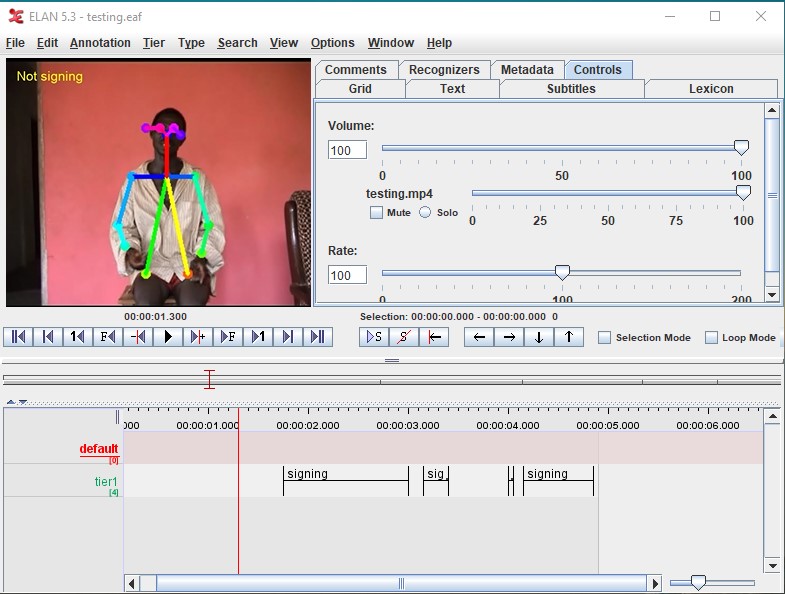 ELAN 5.3 - testing.eaf
File Edit Annotation Tier Type Search View Options Window Help
Not signing
Comments Recognizers Metadata Controls
Grid Text Subtitles Lexicon
Volume:
100
0 50 100
testing.mp4
Mute Solo
0 25 50 75 100
Rate:
100
0 100 200
00:00:01.300
Selection: 00:00:00.000 - 00:00:00.000 0
1 F F 1 S S
Selection Mode Loop Mode
000 00:00:01.000 00:00:02.000 00:00:03.000 00:00:04.000 00:00:05.000 00:00:06.000
default
[0]
tier1
[4]
signing sig. signing